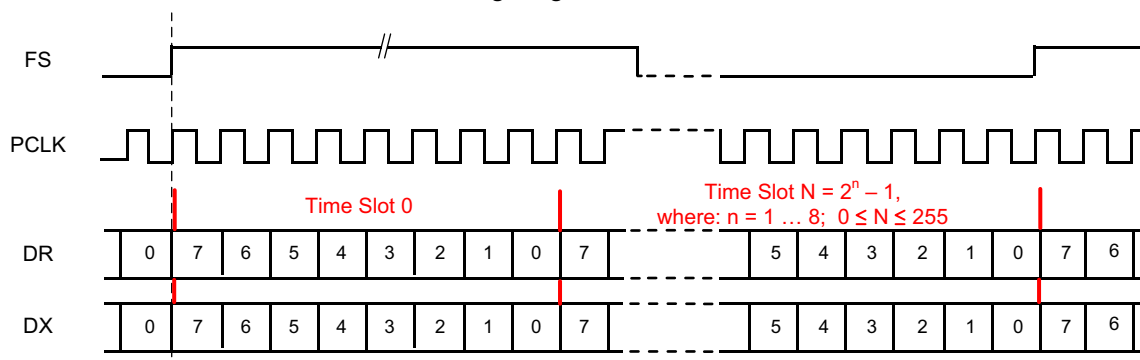 FS
PCLK
Time Slot 0
Time Slot N = 2ⁿ – 1,
where: n = 1 … 8; 0 ≤ N ≤ 255
DR 0 7 6 5 4 3 2 1 0 7 5 4 3 2 1 0 7 6
DX 0 7 6 5 4 3 2 1 0 7 5 4 3 2 1 0 7 6